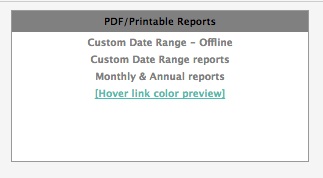 PDF/Printable Reports
Custom Date Range - Offline
Custom Date Range reports
Monthly & Annual reports
[Hover link color preview]